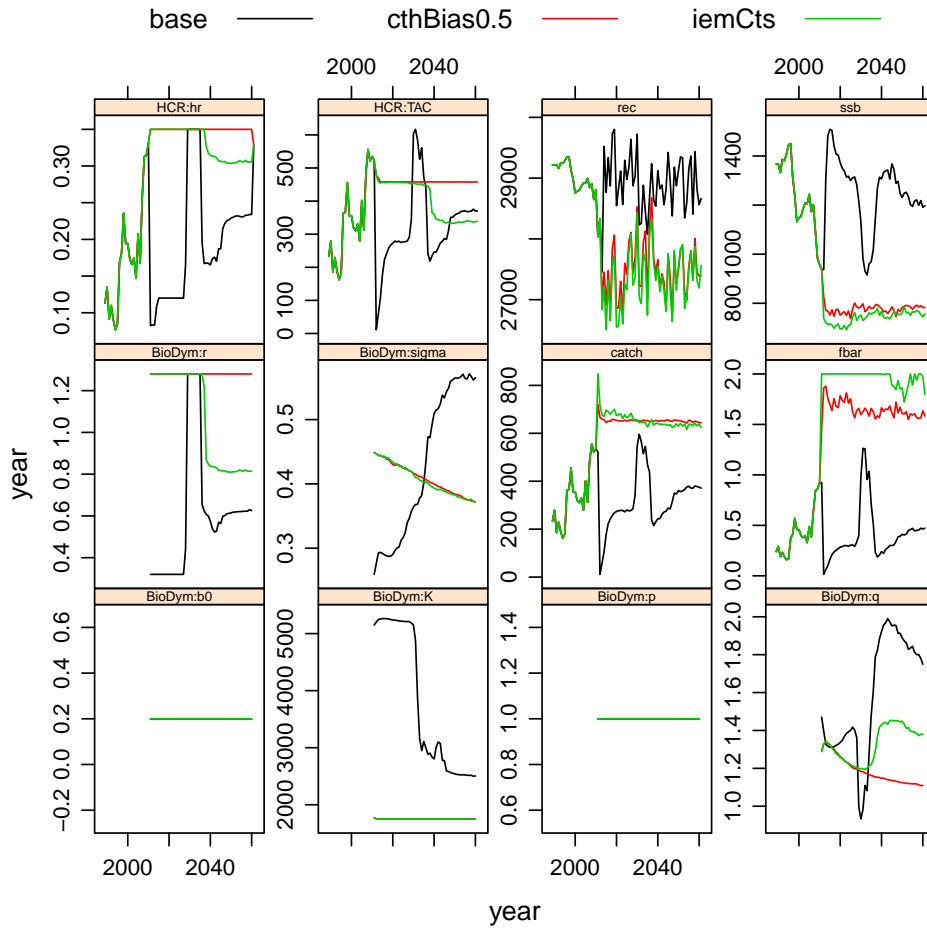 base cthBias0.5 iemCts
2000 2040 2000 2040
HCR:hr HCR:TAC rec ssb
0.10 0.20 0.30
0 100 300 500
27000 29000
800 1000 1400
BioDym:r BioDym:sigma catch fbar
0.4 0.6 0.8 1.0 1.2
0.3 0.4 0.5
0 200 400 600 800
0.0 0.5 1.0 1.5 2.0
BioDym:b0 BioDym:K BioDym:p BioDym:q
−0.2 0.0 0.2 0.4 0.6
2000 3000 4000 5000
0.6 0.8 1.0 1.2 1.4
1.0 1.2 1.4 1.6 1.8 2.0
2000 2040 2000 2040
year
year